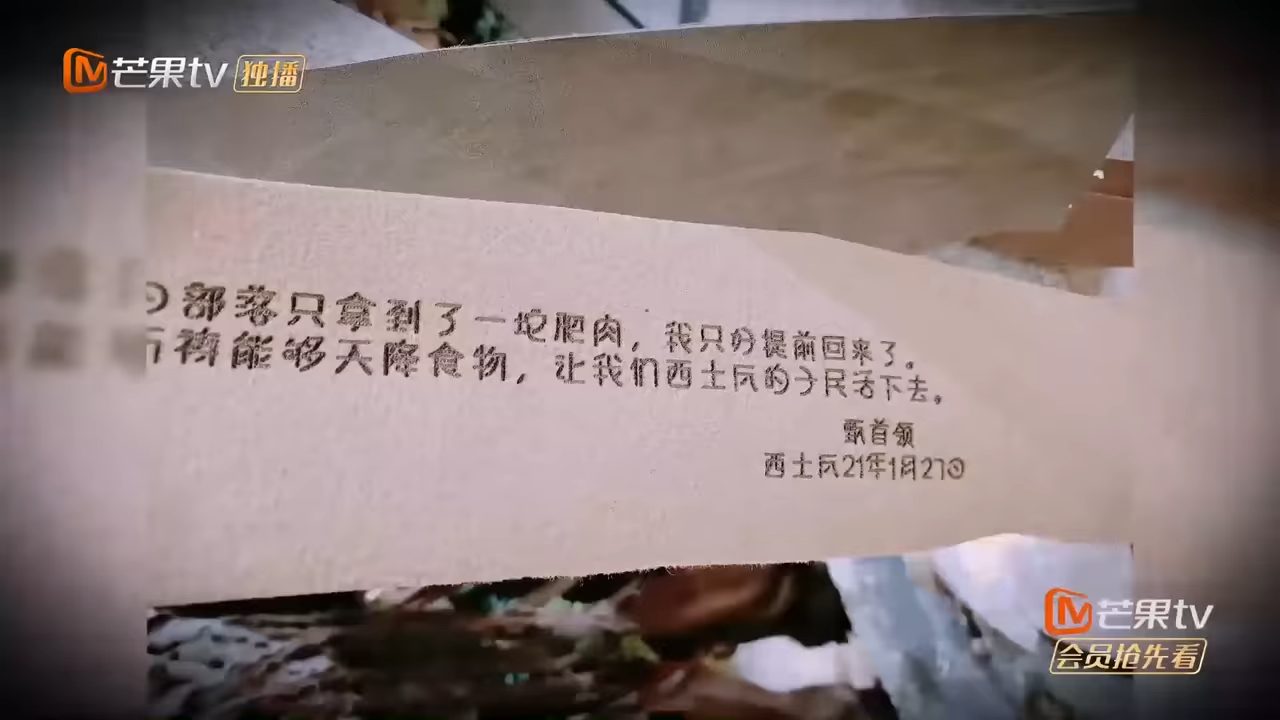 芒果tv 独播
部落只拿到了一坨肥肉，我只好提前回来了。
祷能够天降食物，让我们西土瓦的子民活下去。
甄首领
西土瓦21年1月27日
芒果tv
会员抢先看